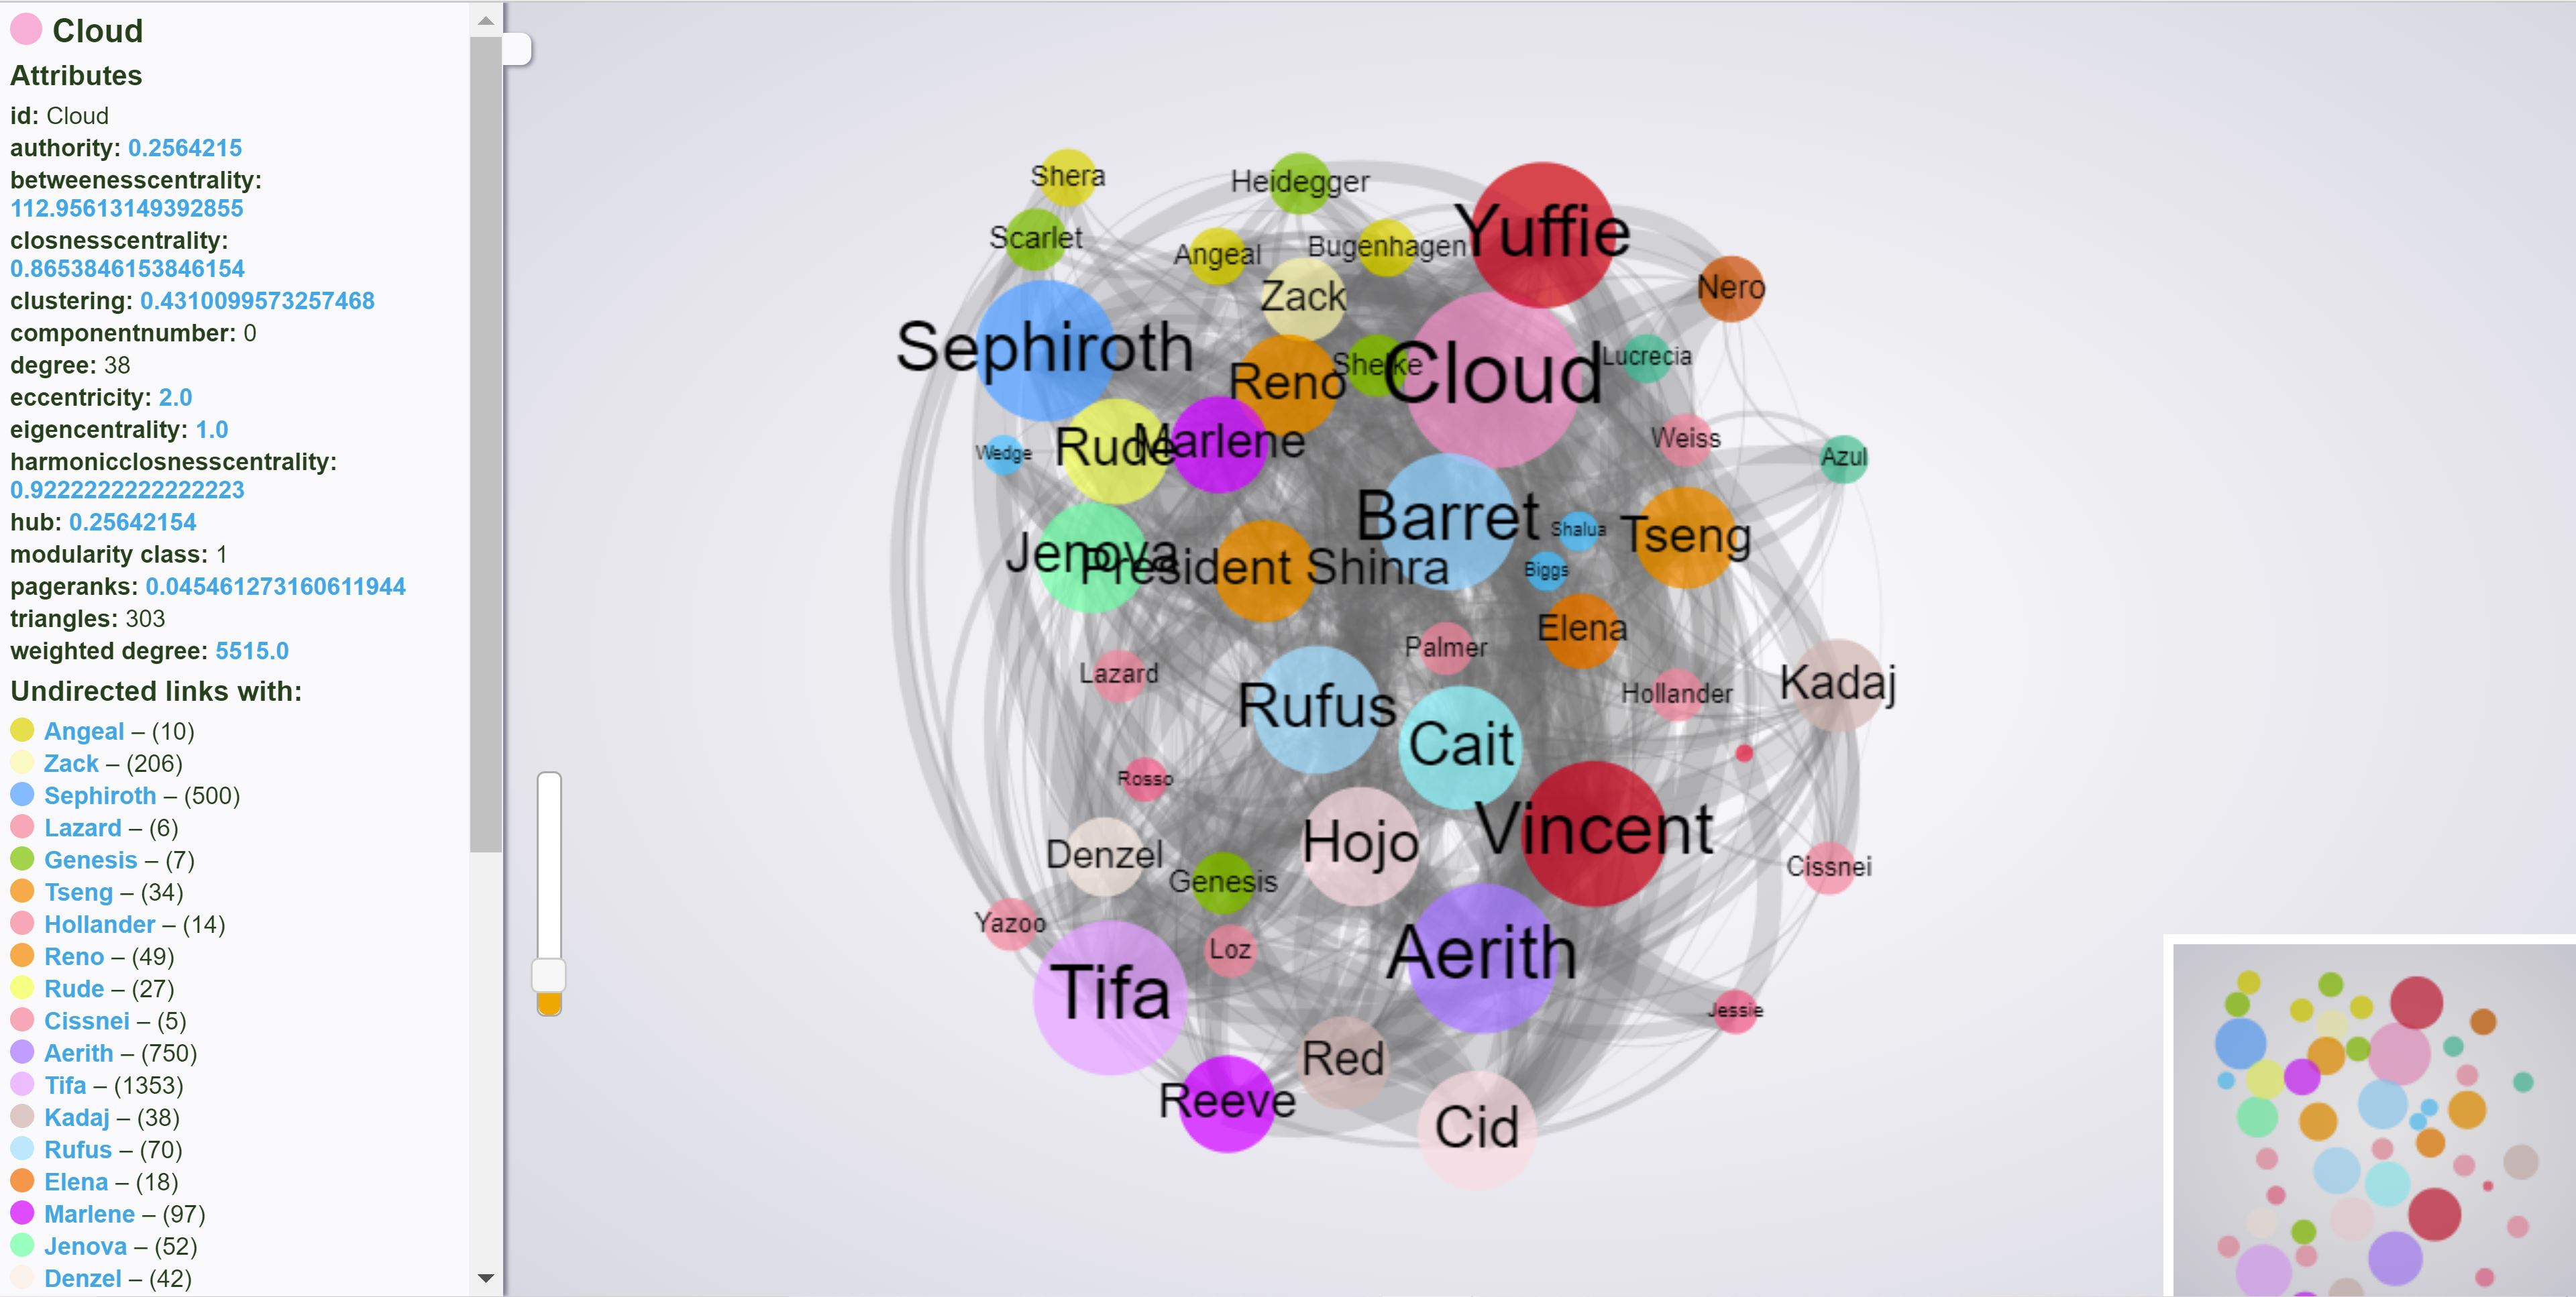 Cloud
Attributes
id: Cloud
authority: 0.2564215
betweenesscentrality:
112.95613149392855
closnesscentrality:
0.8653846153846154
clustering: 0.4310099573257468
componentnumber: 0
degree: 38
eccentricity: 2.0
eigencentrality: 1.0
harmonicclosnesscentrality:
0.9222222222222223
hub: 0.25642154
modularity class: 1
pageranks: 0.045461273160611944
triangles: 303
weighted degree: 5515.0
Undirected links with:
Angeal – (10)
Zack – (206)
Sephiroth – (500)
Lazard – (6)
Genesis – (7)
Tseng – (34)
Hollander – (14)
Reno – (49)
Rude – (27)
Cissnei – (5)
Aerith – (750)
Tifa – (1353)
Kadaj – (38)
Rufus – (70)
Elena – (18)
Marlene – (97)
Jenova – (52)
Denzel – (42)
Shera
Heidegger
Yuffie
Scarlet
Angeal
Bugenhagen
Zack
Nero
Sephiroth
Reno
Shelke
Cloud
Lucrecia
Wedge
Rude
Marlene
Weiss
Azul
Barret
Shalua
Tseng
Jenova
President Shinra
Biggs
Elena
Palmer
Lazard
Rufus
Hollander
Kadaj
Cait
Rosso
Vincent
Denzel
Hojo
Genesis
Cissnei
Yazoo
Loz
Aerith
Tifa
Jessie
Red
Reeve
Cid